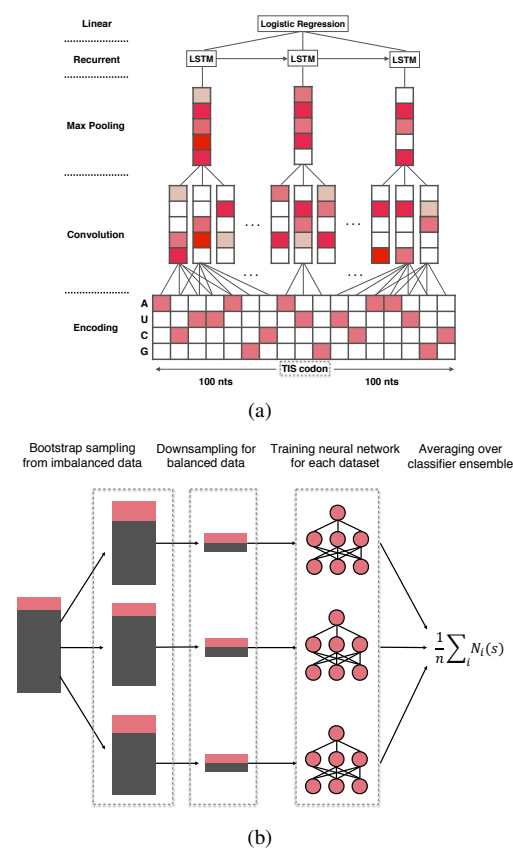 Linear
Logistic Regression
Recurrent
LSTM
LSTM
LSTM
Max Pooling
Convolution
...
...
...
...
Encoding
A
U
C
G
TIS codon
100 nts
100 nts
(a)
Bootstrap sampling
from imbalanced data
Downsampling for
balanced data
Training neural network
for each dataset
Averaging over
classifier ensemble
1/n ∑_i N_i(s)
(b)